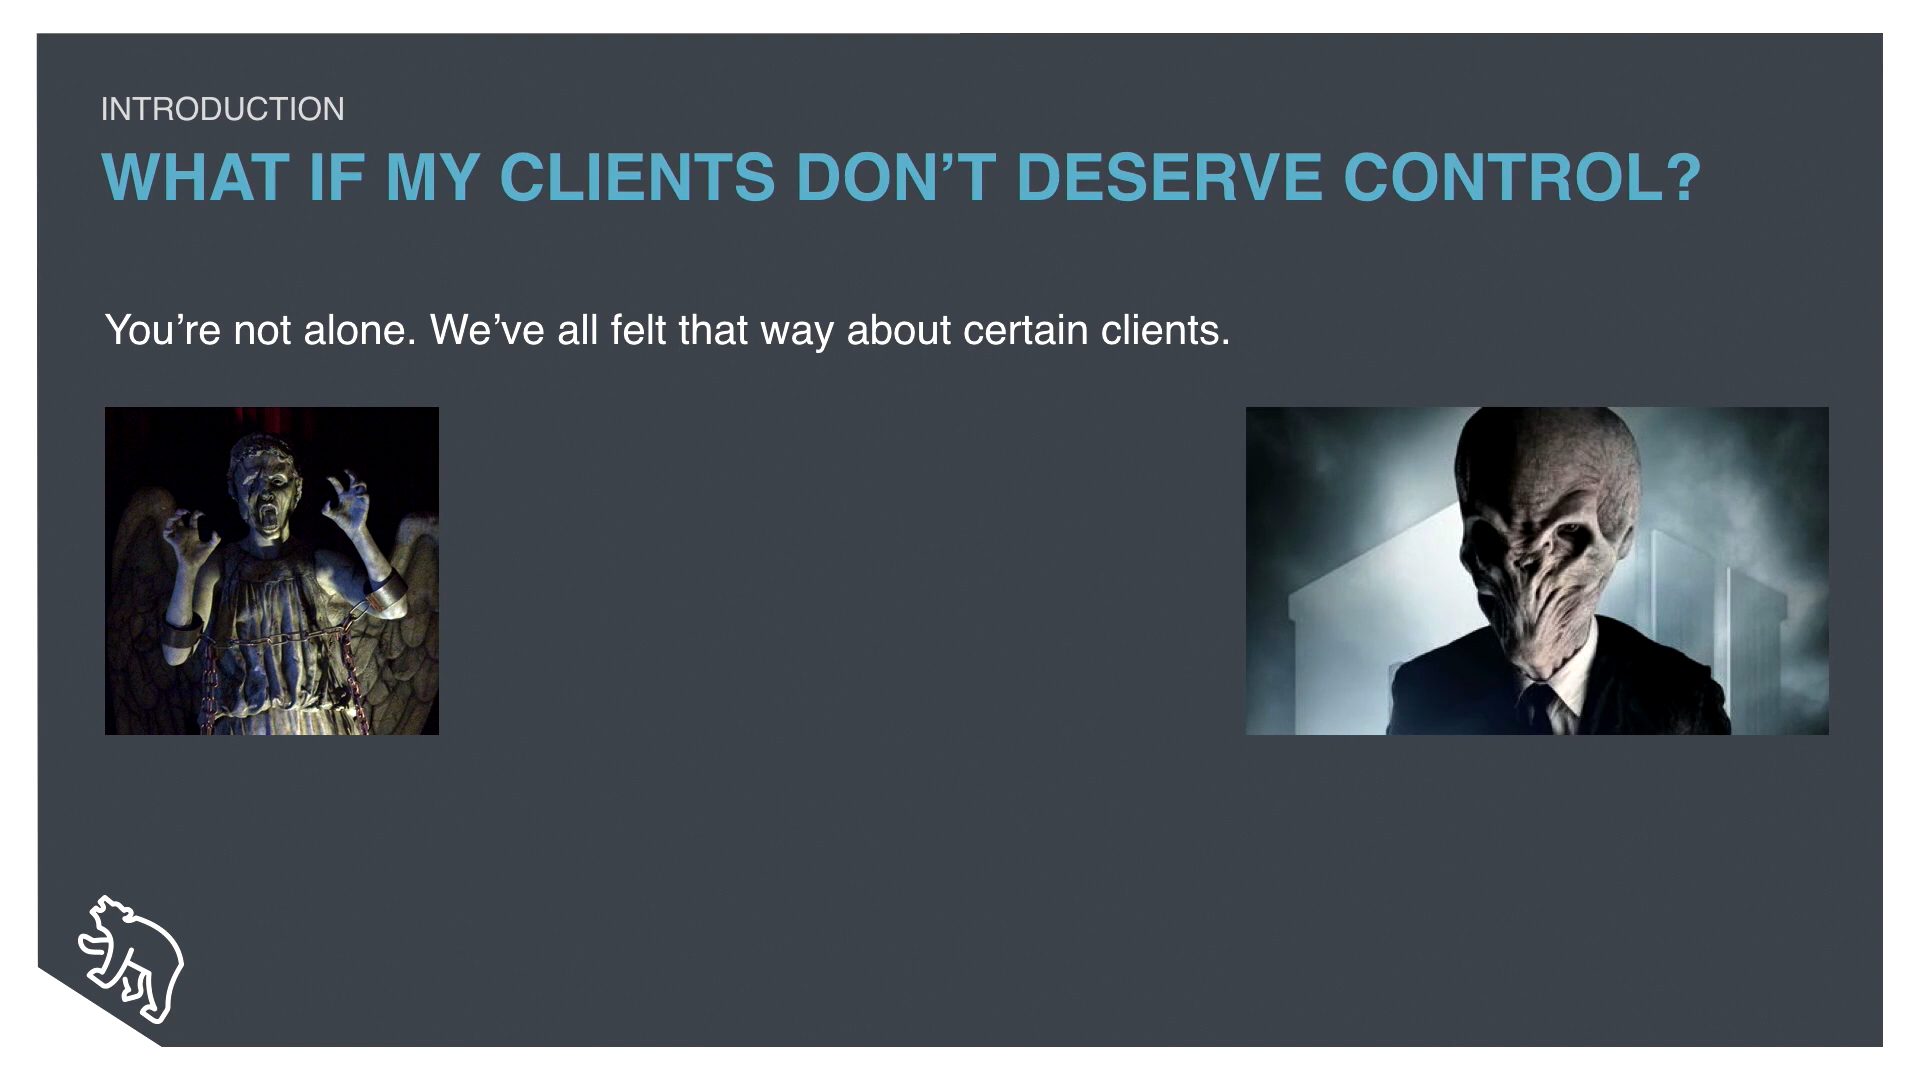 INTRODUCTION
WHAT IF MY CLIENTS DON’T DESERVE CONTROL?
You’re not alone. We’ve all felt that way about certain clients.